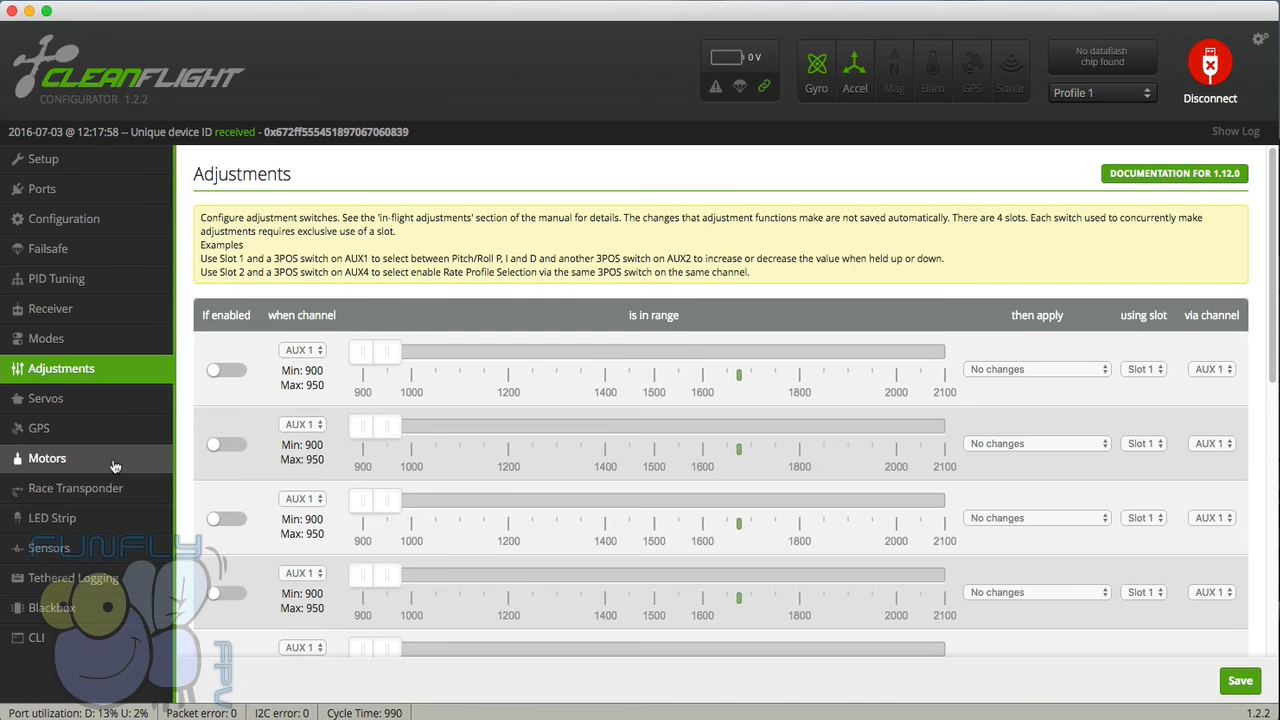 CLEANFLIGHT
CONFIGURATOR 1.2.2
0 V
Gyro Accel Mag Baro GPS Sonar
No dataflash
chip found
Profile 1
Disconnect
2016-07-03 @ 12:17:58 -- Unique device ID received - 0x672ff555451897067060839
Show Log
Setup
Ports
Configuration
Failsafe
PID Tuning
Receiver
Modes
Adjustments
Servos
GPS
Motors
Race Transponder
LED Strip
Sensors
Tethered Logging
Blackbox
CLI
FUNFLY
FPV
Adjustments
DOCUMENTATION FOR 1.12.0
Configure adjustment switches. See the 'in-flight adjustments' section of the manual for details. The changes that adjustment functions make are not saved automatically. There are 4 slots. Each switch used to concurrently make
adjustments requires exclusive use of a slot.
Examples
Use Slot 1 and a 3POS switch on AUX1 to select between Pitch/Roll P, I and D and another 3POS switch on AUX2 to increase or decrease the value when held up or down.
Use Slot 2 and a 3POS switch on AUX4 to select enable Rate Profile Selection via the same 3POS switch on the same channel.
If enabled when channel is in range then apply using slot via channel
AUX 1
Min: 900
Max: 950
900 1000 1200 1400 1500 1600 1800 2000 2100
No changes Slot 1 AUX 1
AUX 1
Min: 900
Max: 950
900 1000 1200 1400 1500 1600 1800 2000 2100
No changes Slot 1 AUX 1
AUX 1
Min: 900
Max: 950
900 1000 1200 1400 1500 1600 1800 2000 2100
No changes Slot 1 AUX 1
AUX 1
Min: 900
Max: 950
900 1000 1200 1400 1500 1600 1800 2000 2100
No changes Slot 1 AUX 1
AUX 1
Save
Port utilization: D: 13% U: 2% Packet error: 0 I2C error: 0 Cycle Time: 990 1.2.2